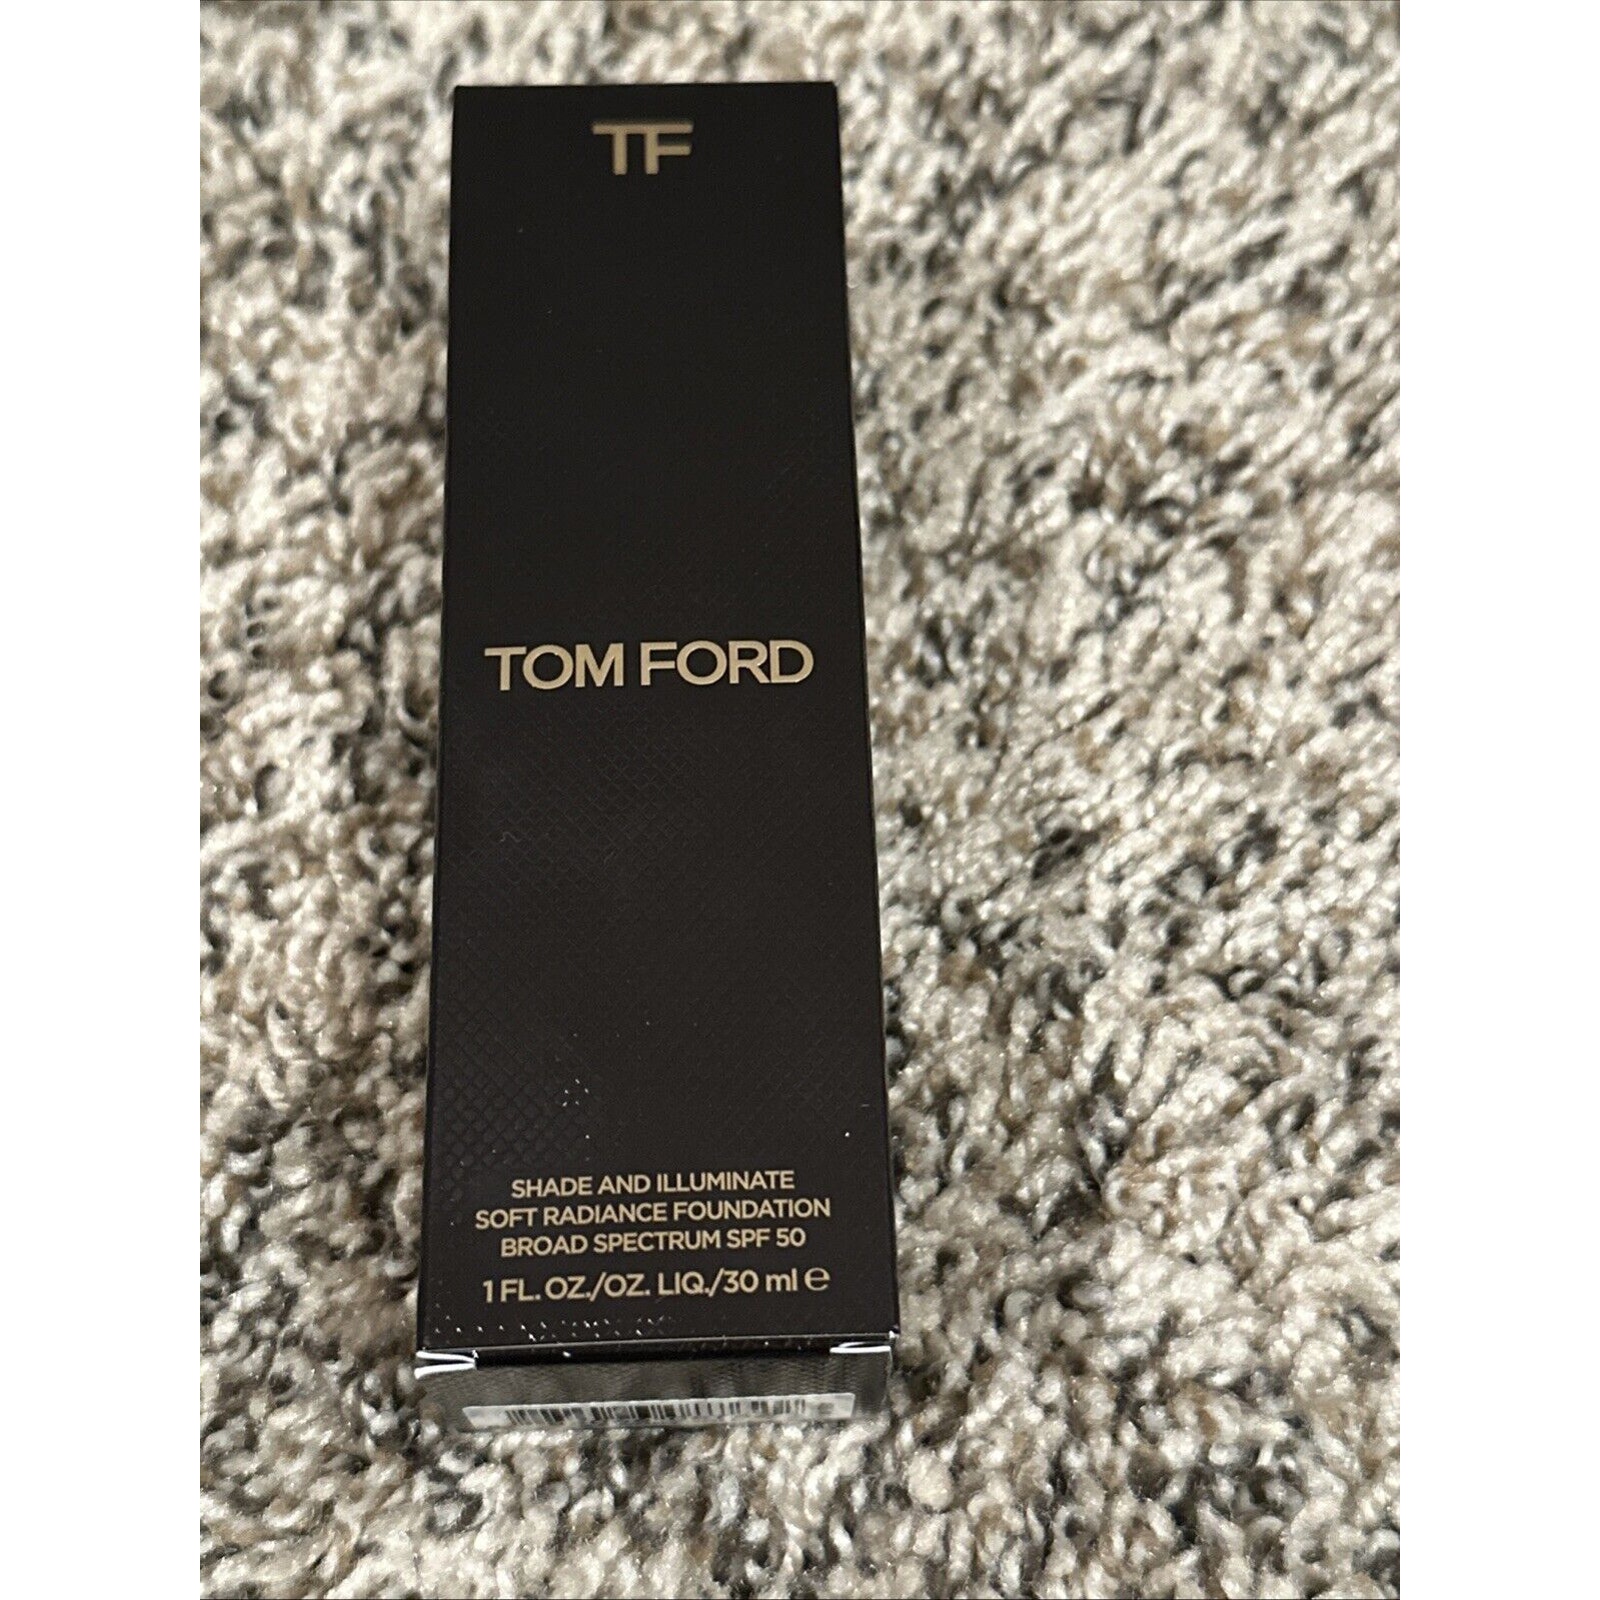 TF
TOM FORD
SHADE AND ILLUMINATE
SOFT RADIANCE FOUNDATION
BROAD SPECTRUM SPF 50
1 FL. OZ./OZ. LIQ./30 ml ℮